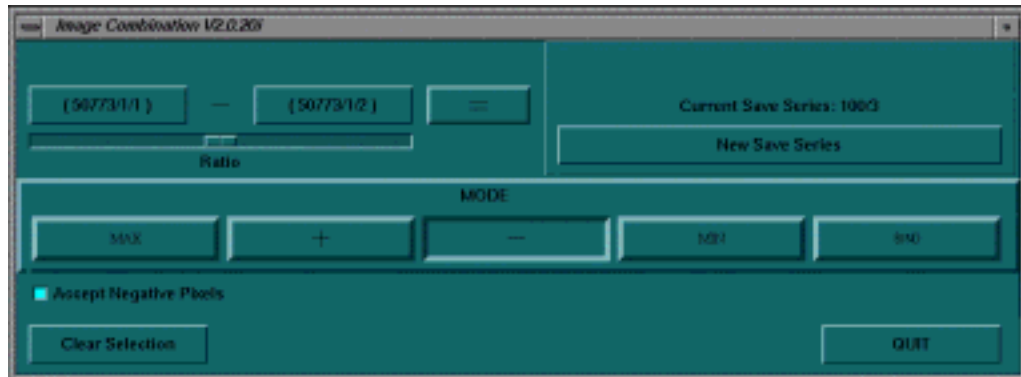 Image Combination V2.0.20i
( 50773/1/1 ) — ( 50773/1/2 ) =
Ratio
Current Save Series: 100/3
New Save Series
MODE
MAX + — MIN
Accept Negative Pixels
Clear Selection
QUIT